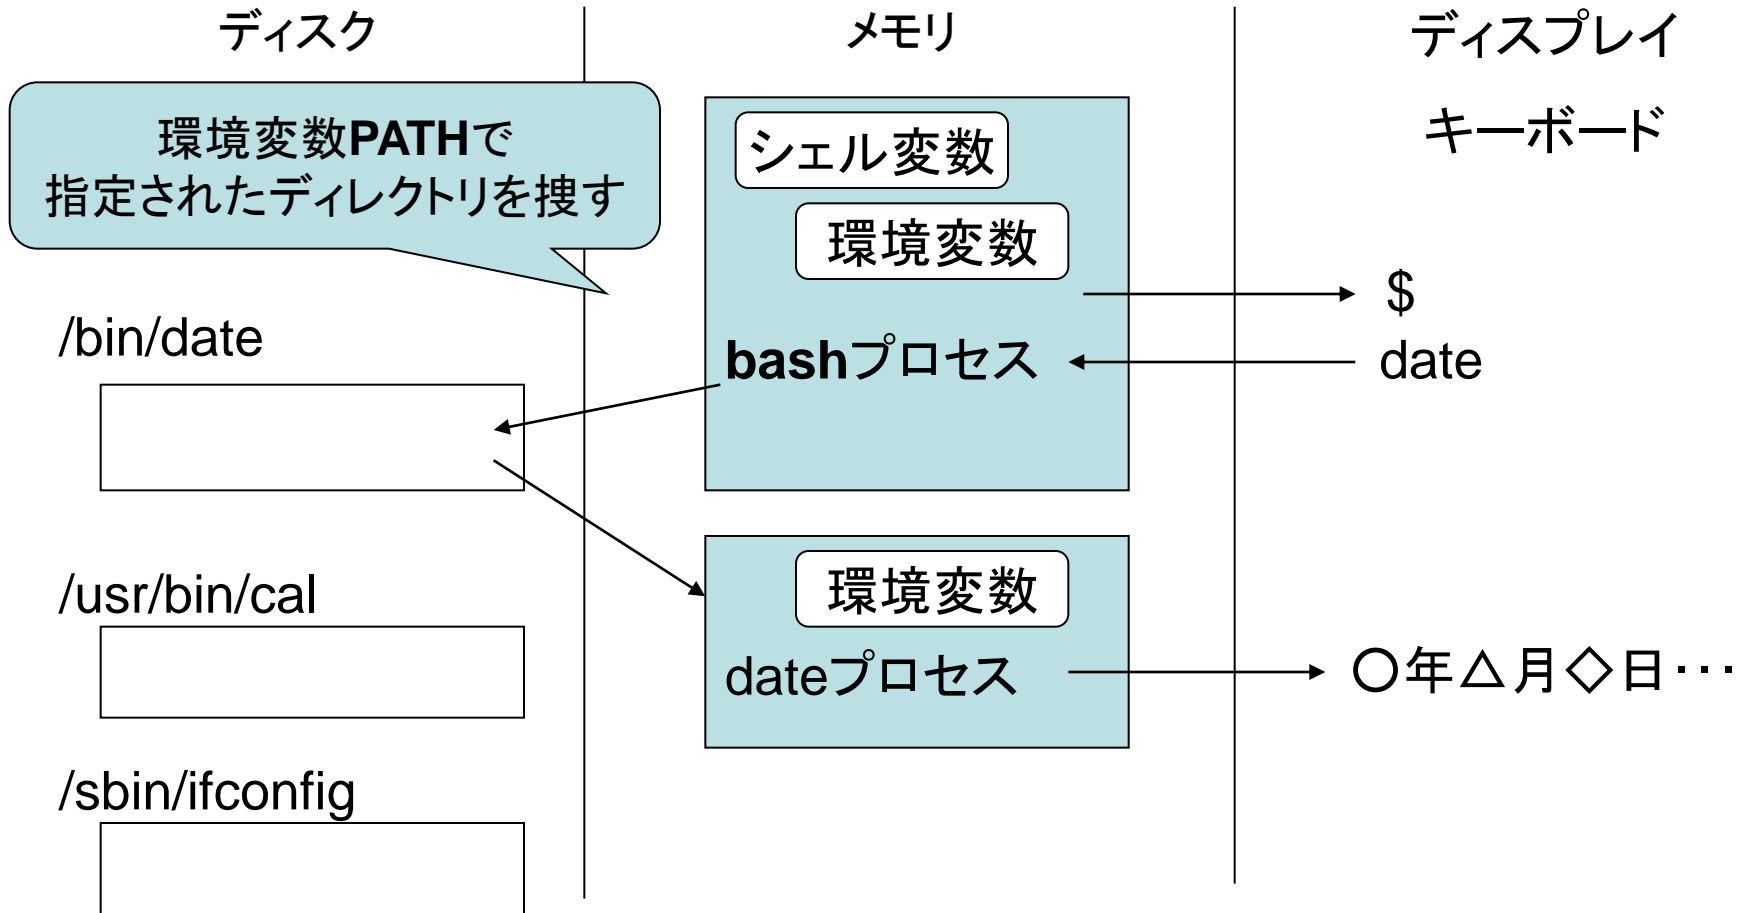 ディスク
メモリ
ディスプレイ
キーボード
環境変数PATHで
指定されたディレクトリを捜す
シェル変数
環境変数
$
/bin/date
bashプロセス
date
/usr/bin/cal
環境変数
dateプロセス
○年△月◇日・・・
/sbin/ifconfig